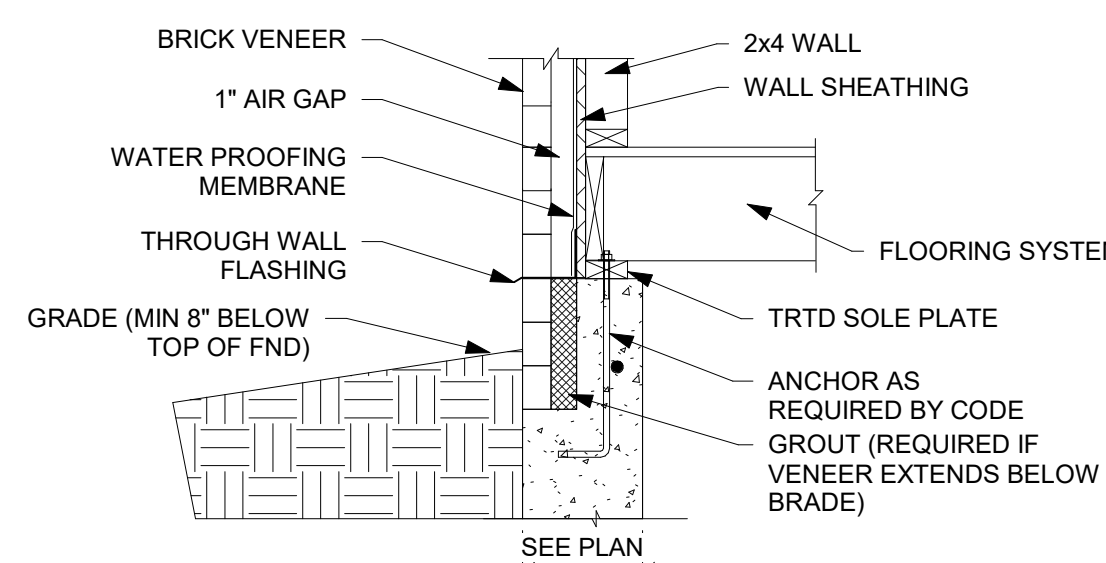 BRICK VENEER
1" AIR GAP
WATER PROOFING
MEMBRANE
THROUGH WALL
FLASHING
GRADE (MIN 8" BELOW
TOP OF FND)
2x4 WALL
WALL SHEATHING
FLOORING SYSTE
TRTD SOLE PLATE
ANCHOR AS
REQUIRED BY CODE
GROUT (REQUIRED IF
VENEER EXTENDS BELOW
BRADE)
SEE PLAN